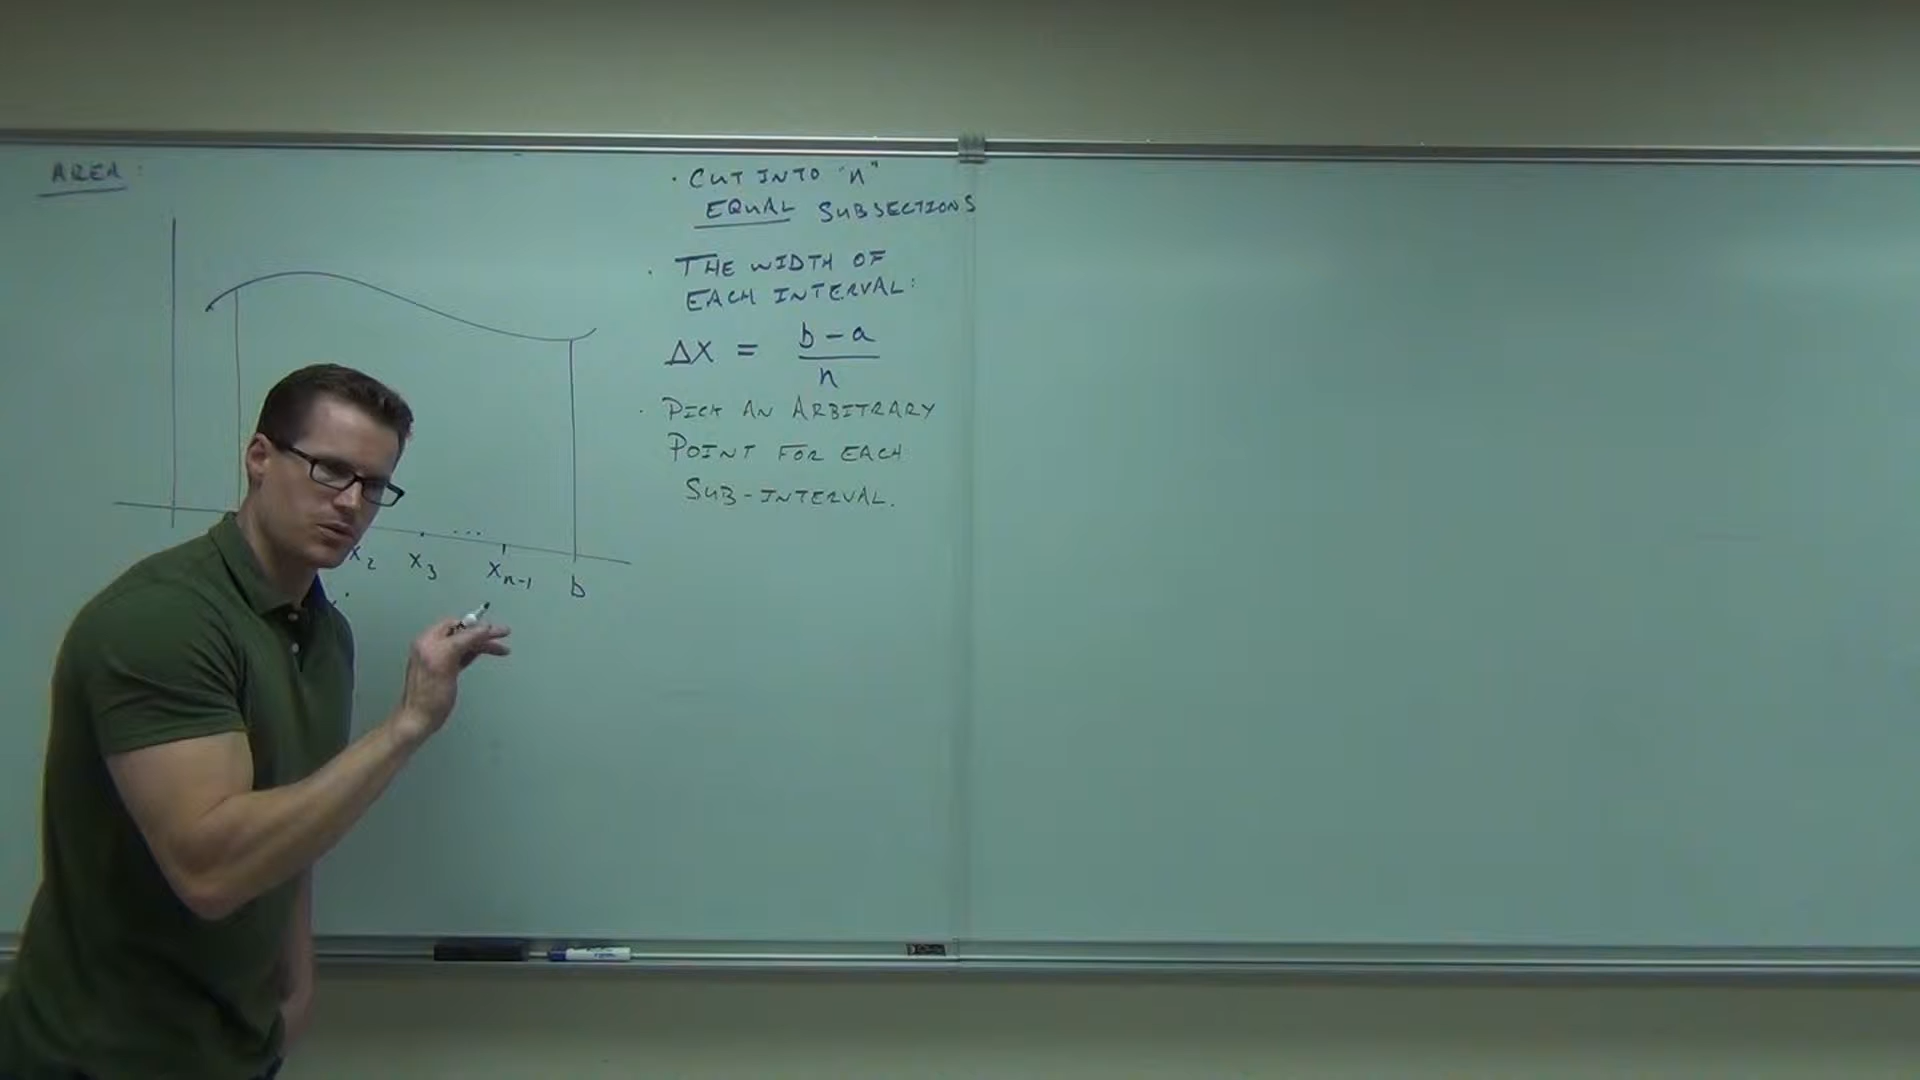 AREA:
• CUT INTO "n"
EQUAL SUBSECTIONS
• THE WIDTH OF
EACH INTERVAL:
ΔX = b - a
n
• PICK AN ARBITRARY
POINT FOR EACH
SUB-INTERVAL.
...
X2 X3 Xn-1 b